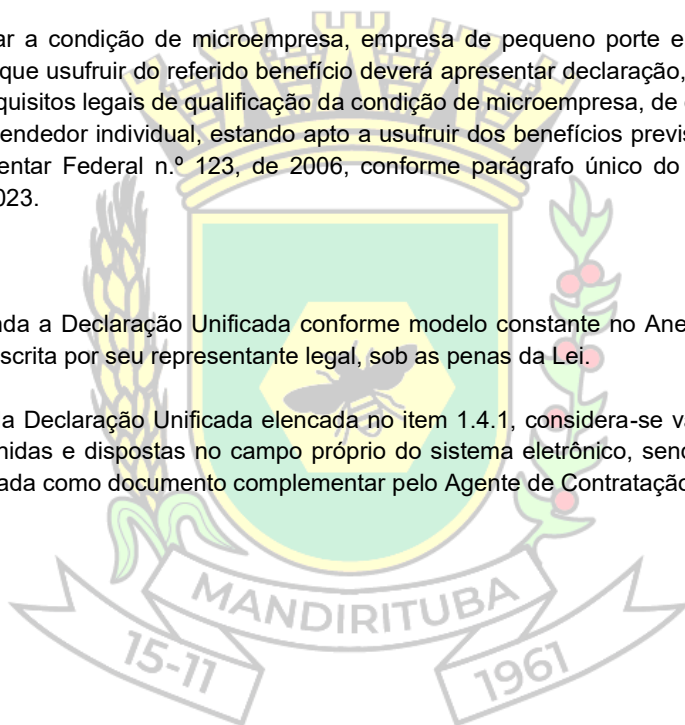 ar a condição de microempresa, empresa de pequeno porte e
que usufruir do referido benefício deverá apresentar declaração,
quisitos legais de qualificação da condição de microempresa, de
endedor individual, estando apto a usufruir dos benefícios previs
entar Federal n.º 123, de 2006, conforme parágrafo único do
023.
nda a Declaração Unificada conforme modelo constante no Ane
scrita por seu representante legal, sob as penas da Lei.
a Declaração Unificada elencada no item 1.4.1, considera-se vá
nidas e dispostas no campo próprio do sistema eletrônico, send
ada como documento complementar pelo Agente de Contratação
MANDIRITUBA
15-11 1961